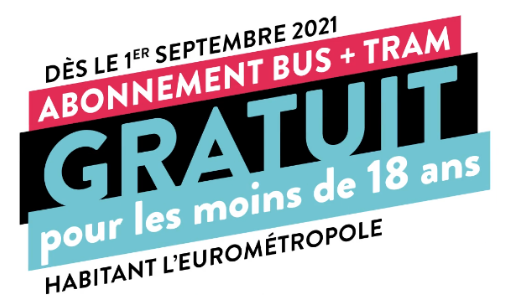 DÈS LE 1ER SEPTEMBRE 2021
ABONNEMENT BUS + TRAM
GRATUIT
pour les moins de 18 ans
HABITANT L'EUROMÉTROPOLE